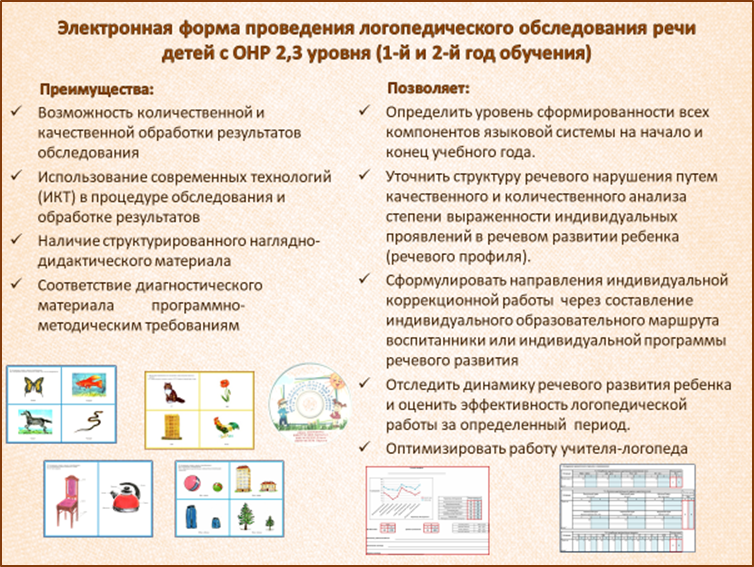 Электронная форма проведения логопедического обследования речи
детей с ОНР 2,3 уровня (1-й и 2-й год обучения)
Преимущества:
Возможность количественной и
качественной обработки результатов
обследования
Использование современных технологий
(ИКТ) в процедуре обследования и
обработке результатов
Наличие структурированного наглядно-
дидактического материала
Соответствие диагностического
материала программно-
методическим требованиям
Позволяет:
Определить уровень сформированности всех
компонентов языковой системы на начало и
конец учебного года.
Уточнить структуру речевого нарушения путем
качественного и количественного анализа
степени выраженности индивидуальных
проявлений в речевом развитии ребенка
(речевого профиля).
Сформулировать направления индивидуальной
коррекционной работы через составление
индивидуального образовательного маршрута
воспитанники или индивидуальной программы
речевого развития
Отследить динамику речевого развития ребенка
и оценить эффективность логопедической
работы за определенный период.
Оптимизировать работу учителя-логопеда